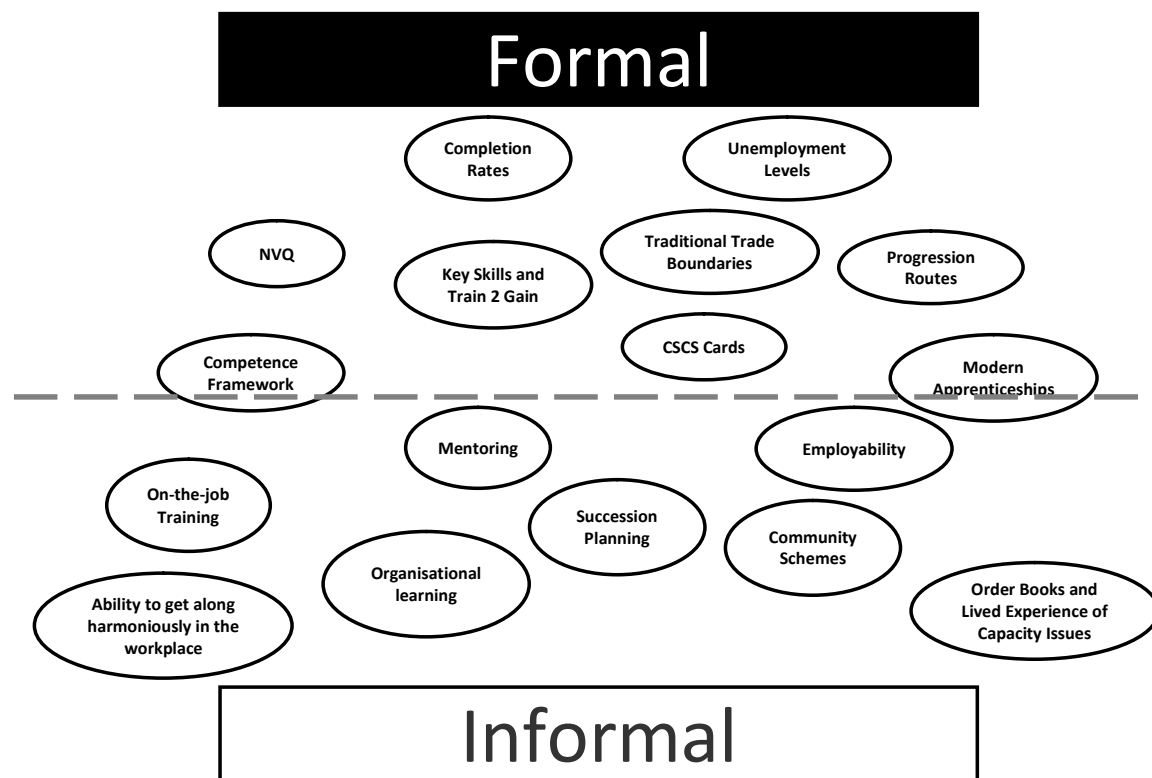 Formal
Completion
Rates
Unemployment
Levels
NVQ
Key Skills and
Train 2 Gain
Traditional Trade
Boundaries
Progression
Routes
CSCS Cards
Competence
Framework
Modern
Apprenticeships
Mentoring
Employability
On-the-job
Training
Succession
Planning
Community
Schemes
Organisational
learning
Ability to get along
harmoniously in the
workplace
Order Books and
Lived Experience of
Capacity Issues
Informal